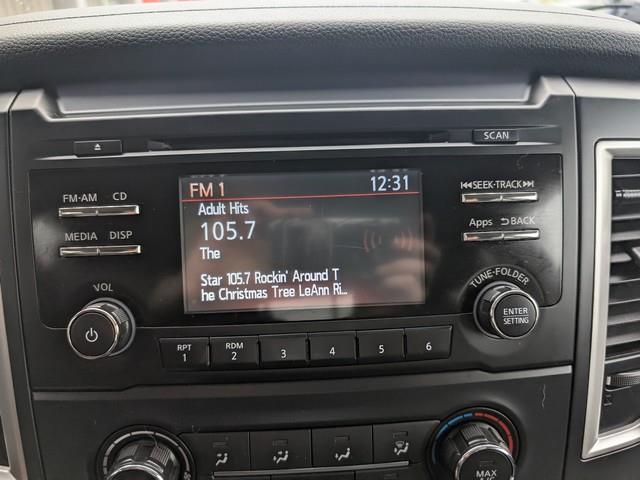 SCAN
FM 1 12:31
Adult Hits
105.7
The
Star 105.7 Rockin' Around T
he Christmas Tree LeAnn Ri...
FM·AM CD
MEDIA DISP
VOL
SEEK·TRACK
Apps BACK
TUNE·FOLDER
ENTER
SETTING
RPT RDM
1 2 3 4 5 6
MAX
A/C